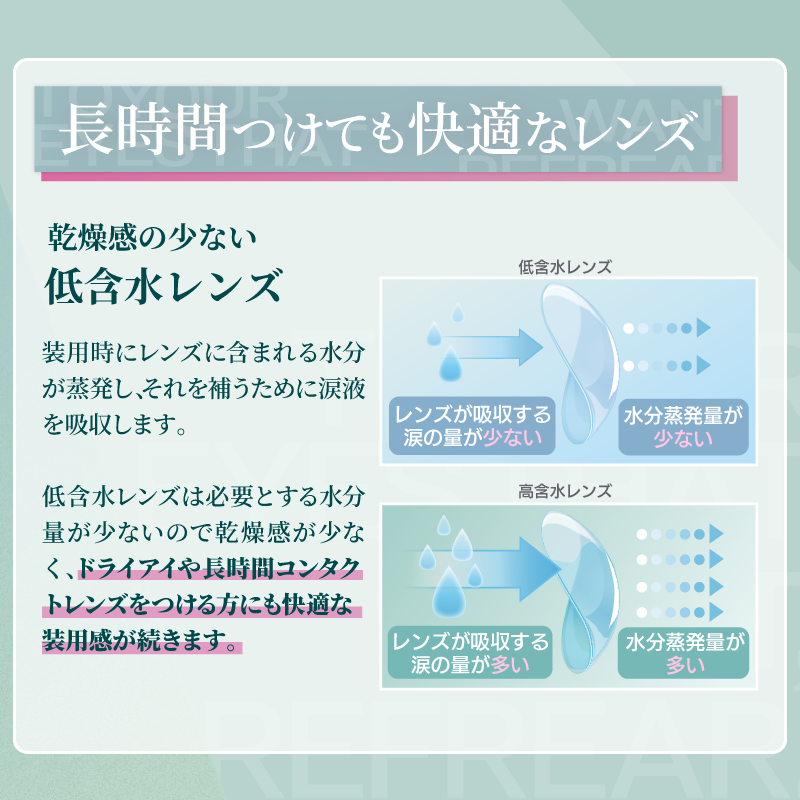 TO YOUR
EYES THAT
WANT
REFREAR
長時間つけても快適なレンズ
乾燥感の少ない
低含水レンズ
装用時にレンズに含まれる水分
が蒸発し、それを補うために涙液
を吸収します。
低含水レンズは必要とする水分
量が少ないので乾燥感が少な
く、ドライアイや長時間コンタク
トレンズをつける方にも快適な
装用感が続きます。
低含水レンズ
レンズが吸収する
涙の量が少ない
水分蒸発量が
少ない
高含水レンズ
レンズが吸収する
涙の量が多い
水分蒸発量が
多い
REFREAR